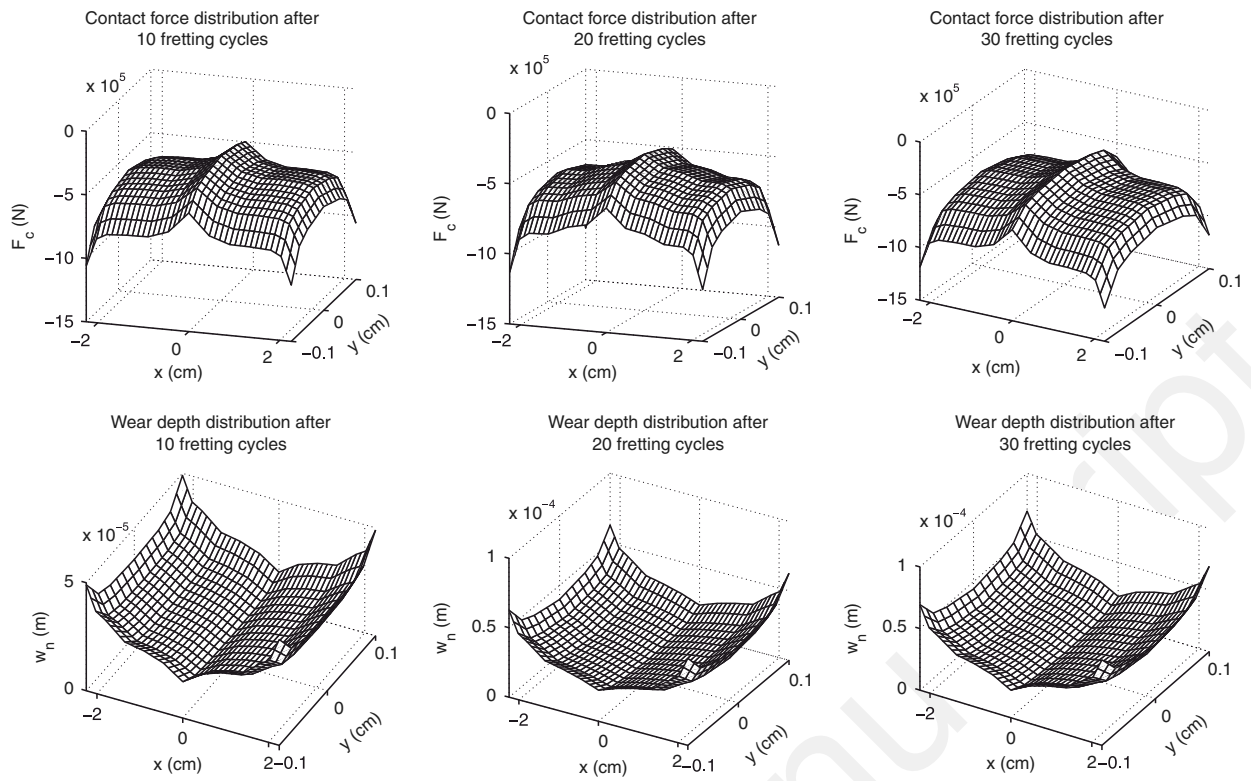 Contact force distribution after
10 fretting cycles
x 10⁵
0
−5
−10
−15
F_c (N)
−2
0
2
x (cm)
−0.1
0
0.1
y (cm)
Contact force distribution after
20 fretting cycles
x 10⁵
0
−5
−10
−15
F_c (N)
−2
0
2
x (cm)
−0.1
0
0.1
y (cm)
Contact force distribution after
30 fretting cycles
x 10⁵
0
−5
−10
−15
F_c (N)
−2
0
2
x (cm)
−0.1
0
0.1
y (cm)
Wear depth distribution after
10 fretting cycles
x 10⁻⁵
5
0
w_n (m)
−2
0
2
x (cm)
−0.1
0
0.1
y (cm)
Wear depth distribution after
20 fretting cycles
x 10⁻⁴
1
0.5
0
w_n (m)
−2
0
2
x (cm)
−0.1
0
0.1
y (cm)
Wear depth distribution after
30 fretting cycles
x 10⁻⁴
1
0.5
0
w_n (m)
−2
0
2
x (cm)
−0.1
0
0.1
y (cm)